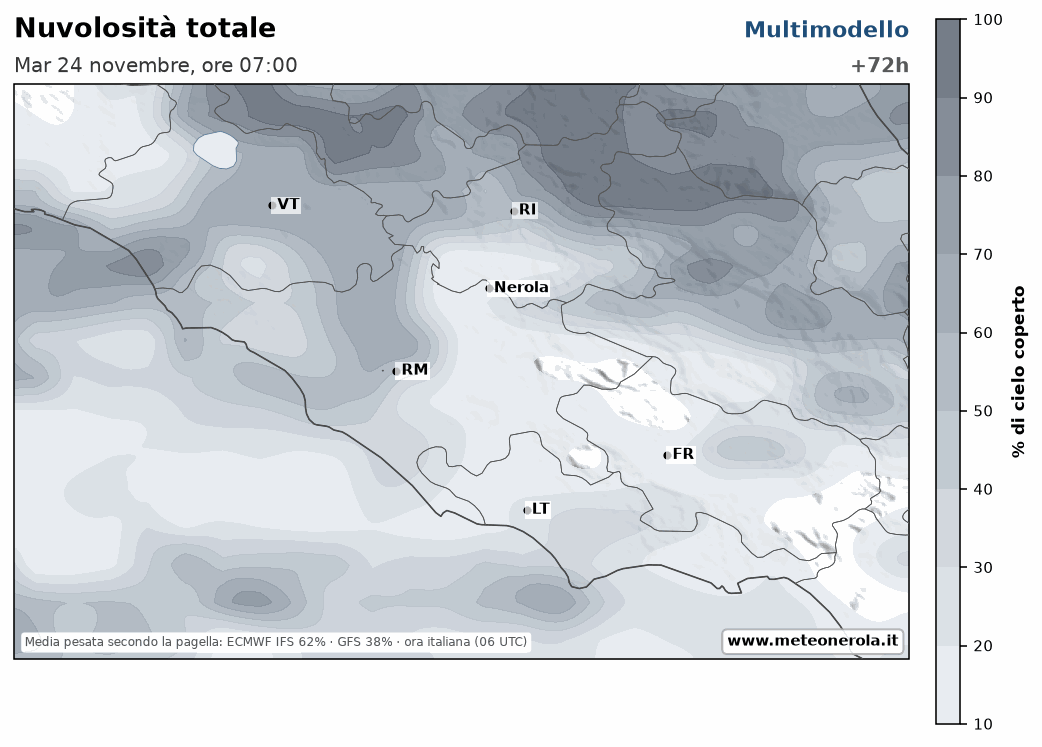 Nuvolosità totale
Multimodello
Mar 24 novembre, ore 07:00
+72h
100
90
80
70
60
50
40
30
20
10
% di cielo coperto
VT
RI
Nerola
RM
FR
LT
Media pesata secondo la pagella: ECMWF IFS 62% · GFS 38% · ora italiana (06 UTC)
www.meteonerola.it